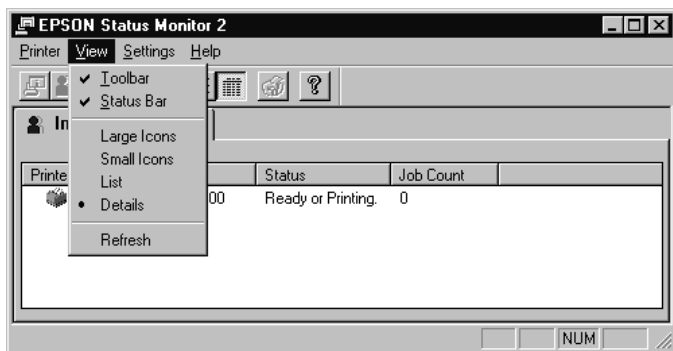 EPSON Status Monitor 2
Printer View Settings Help
Toolbar
Status Bar
Large Icons
Small Icons
List
Details
Refresh
In
Printe Status Job Count
00 Ready or Printing. 0
NUM